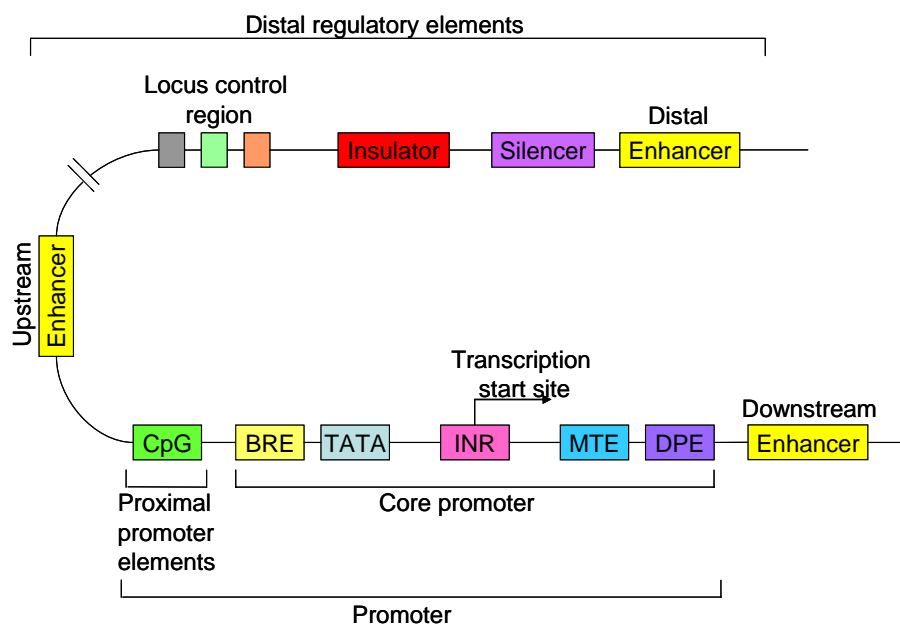 Distal regulatory elements
Locus control
region
Distal
Insulator
Silencer
Enhancer
Upstream
Enhancer
Transcription
start site
Downstream
CpG
BRE
TATA
INR
MTE
DPE
Enhancer
Proximal
promoter
elements
Core promoter
Promoter